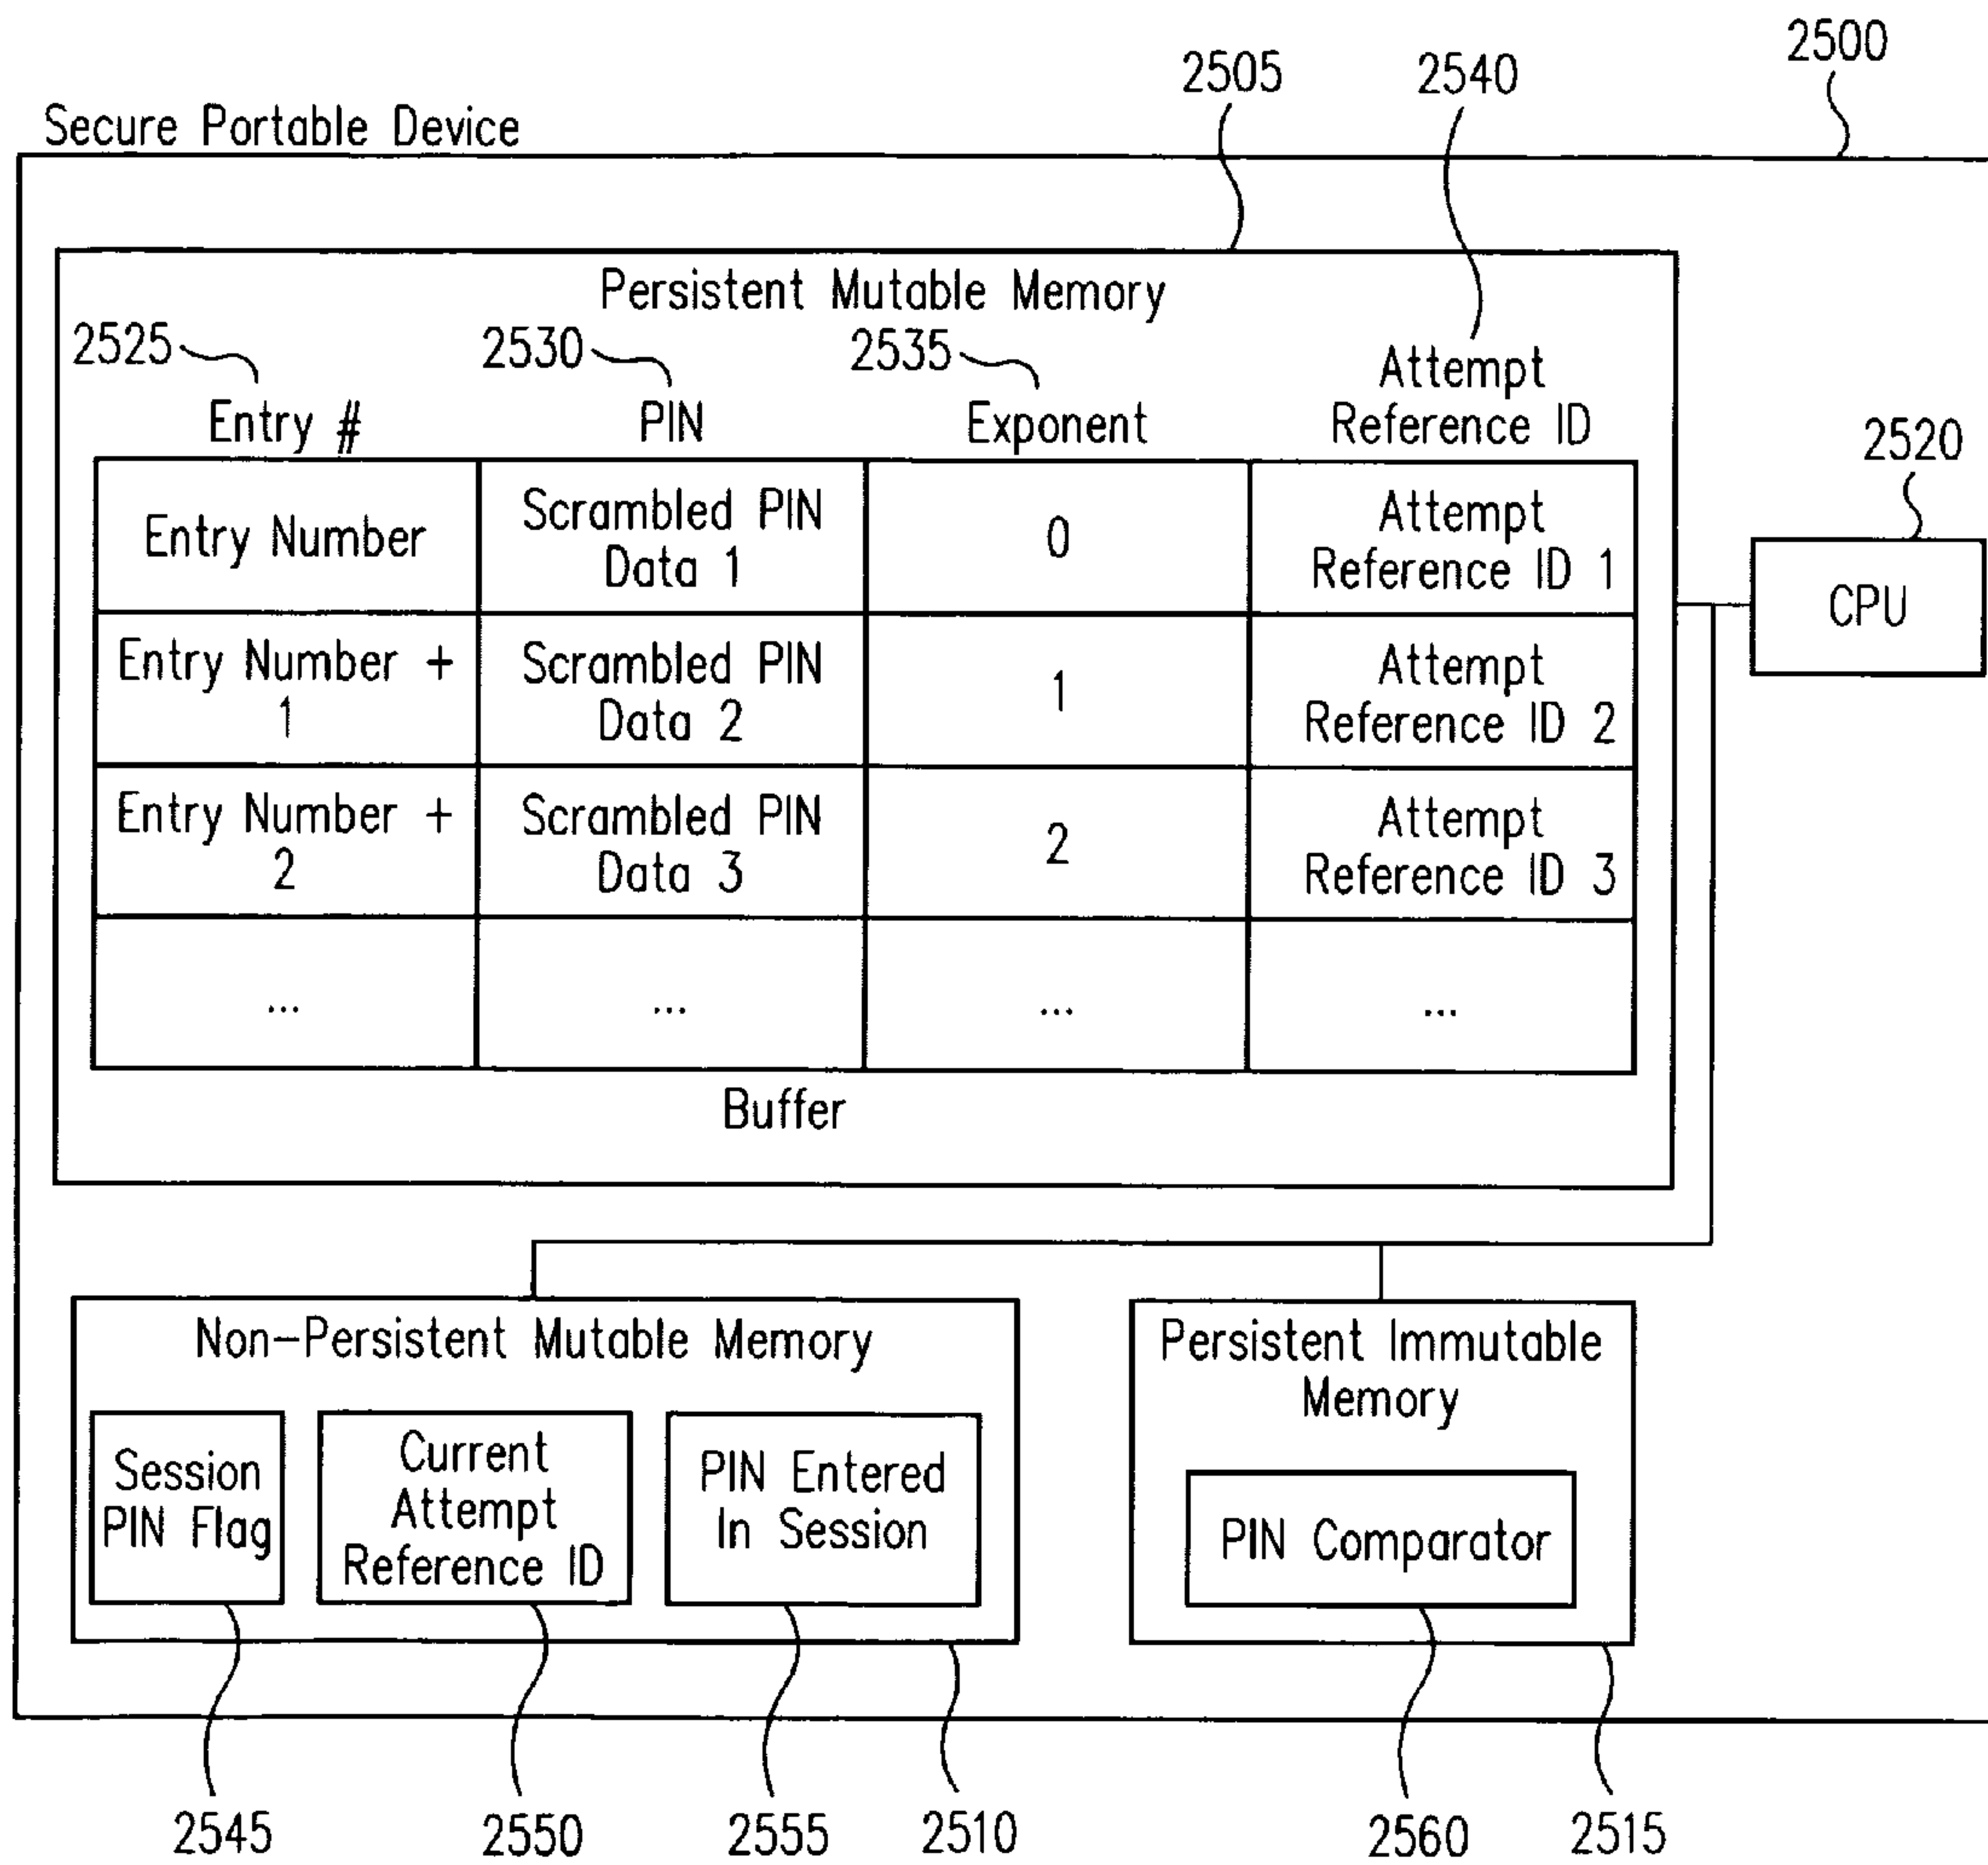 2500
2505
2540
Secure Portable Device
Persistent Mutable Memory
2525
2530
2535
Attempt
Reference ID
Entry #
PIN
Exponent
2520
Entry Number
Scrambled PIN
Data 1
0
Attempt
Reference ID 1
CPU
Entry Number +
1
Scrambled PIN
Data 2
1
Attempt
Reference ID 2
Entry Number +
2
Scrambled PIN
Data 3
2
Attempt
Reference ID 3
...
...
...
...
Buffer
Non-Persistent Mutable Memory
Session
PIN Flag
Current
Attempt
Reference ID
PIN Entered
In Session
Persistent Immutable
Memory
PIN Comparator
2545
2550
2555
2510
2560
2515